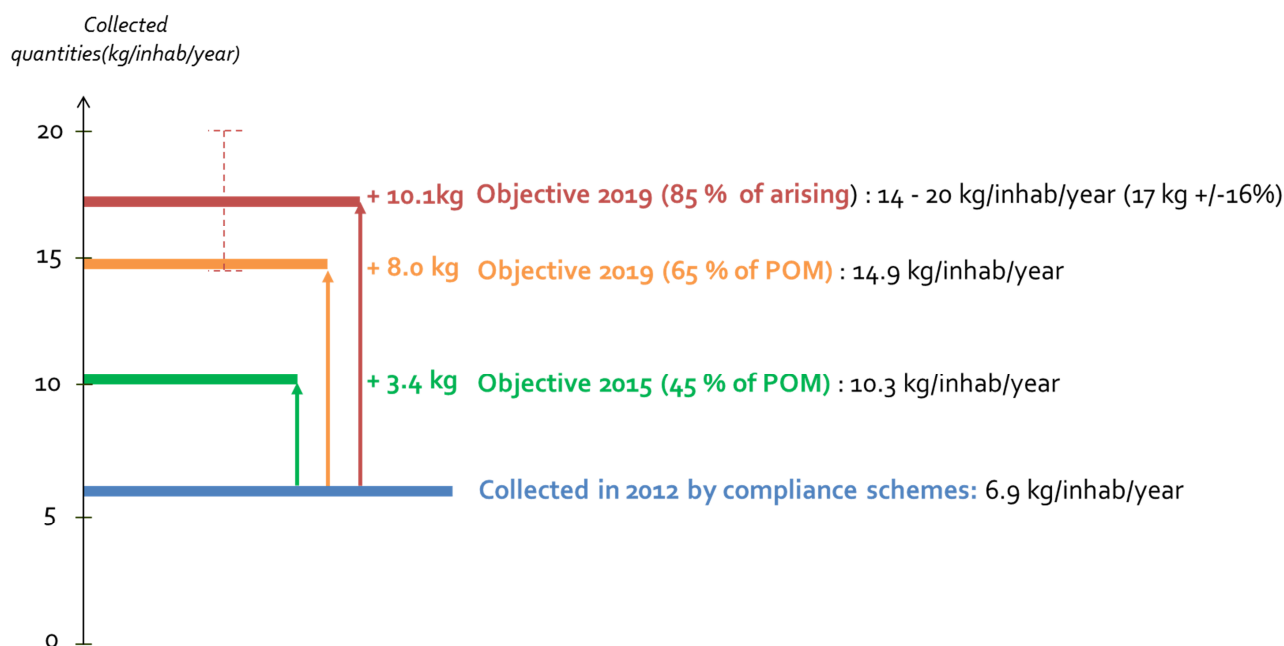 Collected
quantities(kg/inhab/year)
20
+ 10.1kg Objective 2019 (85 % of arising) : 14 - 20 kg/inhab/year (17 kg +/-16%)
15
+ 8.0 kg Objective 2019 (65 % of POM) : 14.9 kg/inhab/year
10
+ 3.4 kg Objective 2015 (45 % of POM) : 10.3 kg/inhab/year
Collected in 2012 by compliance schemes: 6.9 kg/inhab/year
5
0